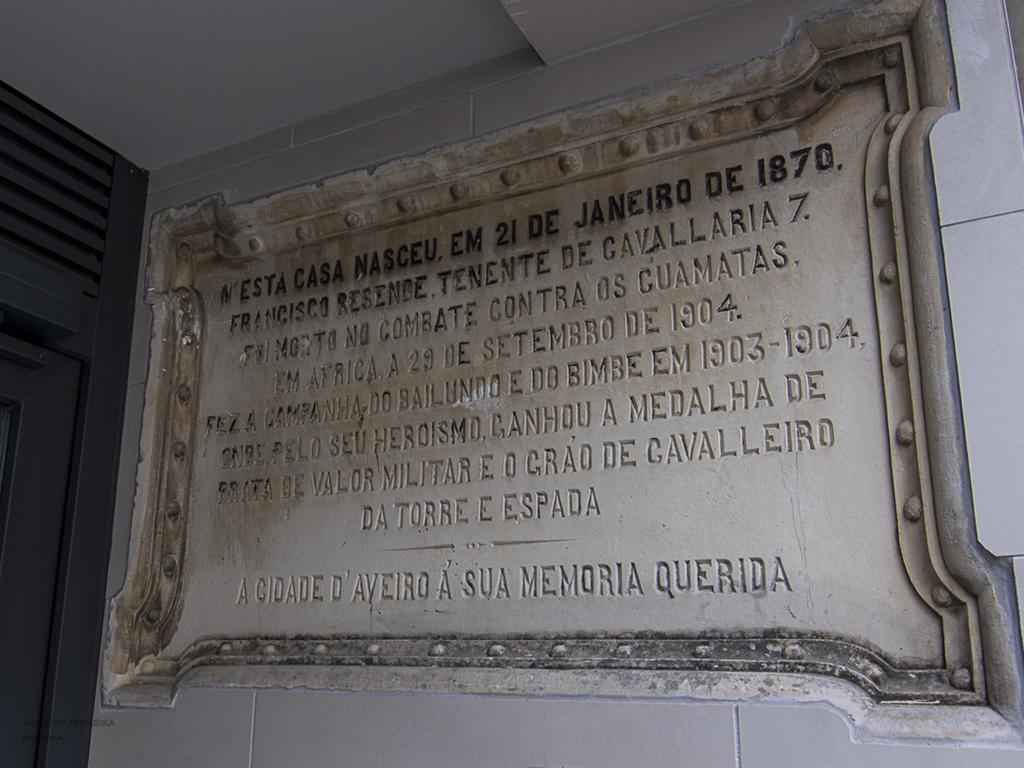 N'ESTA CASA NASCEU, EM 21 DE JANEIRO DE 1870,
FRANCISCO RESENDE, TENENTE DE CAVALLARIA 7.
FOI MORTO NO COMBATE CONTRA OS CUAMATAS,
EM AFRICA, A 29 DE SETEMBRO DE 1904.
FEZ A CAMPANHA DO BAILUNDO E DO BIMBE EM 1903-1904,
ONDE, PELO SEU HEROISMO, GANHOU A MEDALHA DE
PRATA DE VALOR MILITAR E O GRÁO DE CAVALLEIRO
DA TORRE E ESPADA
A CIDADE D'AVEIRO Á SUA MEMORIA QUERIDA